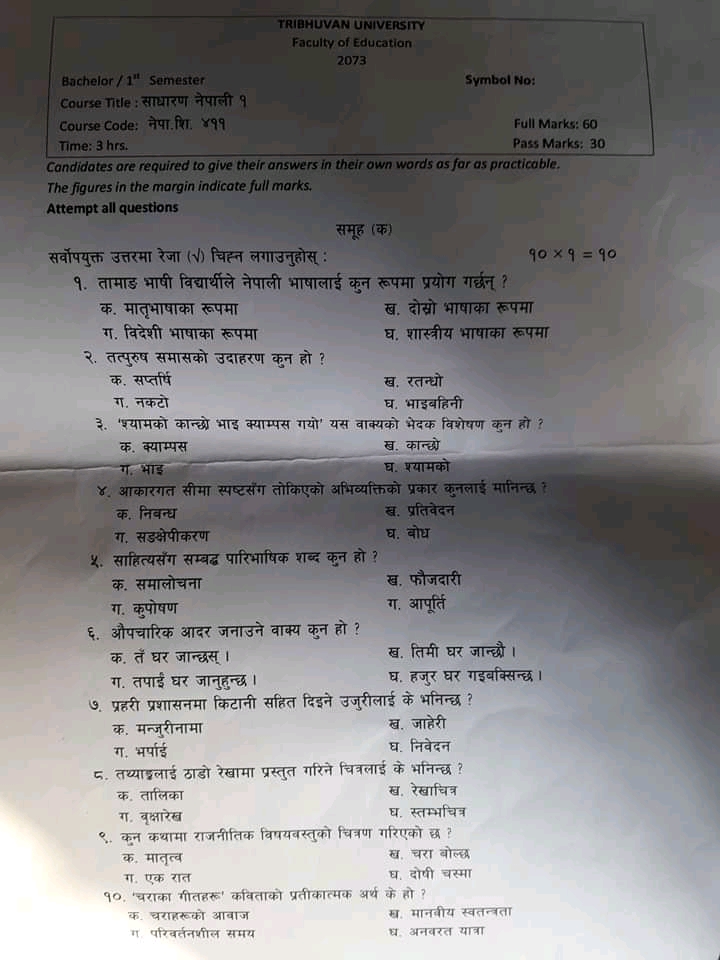 TRIBHUVAN UNIVERSITY
Faculty of Education
2073
Bachelor / 1st Semester Symbol No:
Course Title : साधारण नेपाली १
Course Code: नेपा.शि. ४११ Full Marks: 60
Time: 3 hrs. Pass Marks: 30
Candidates are required to give their answers in their own words as far as practicable.
The figures in the margin indicate full marks.
Attempt all questions
समूह (क)
सर्वोपयुक्त उत्तरमा रेजा (√) चिह्न लगाउनुहोस् : १० × १ = १०
१. तामाङ भाषी विद्यार्थीले नेपाली भाषालाई कुन रूपमा प्रयोग गर्छन् ?
क. मातृभाषाका रूपमा ख. दोस्रो भाषाका रूपमा
ग. विदेशी भाषाका रूपमा घ. शास्त्रीय भाषाका रूपमा
२. तत्पुरुष समासको उदाहरण कुन हो ?
क. सप्तर्षि ख. रतन्धो
ग. नकटो घ. भाइबहिनी
३. ‘श्यामको कान्छो भाइ क्याम्पस गयो’ यस वाक्यको भेदक विशेषण कुन हो ?
क. क्याम्पस ख. कान्छो
ग. भाइ घ. श्यामको
४. आकारगत सीमा स्पष्टसँग तोकिएको अभिव्यक्तिको प्रकार कुनलाई मानिन्छ ?
क. निबन्ध ख. प्रतिवेदन
ग. सङक्षेपीकरण घ. बोध
५. साहित्यसँग सम्बद्ध पारिभाषिक शब्द कुन हो ?
क. समालोचना ख. फौजदारी
ग. कुपोषण ग. आपूर्ति
६. औपचारिक आदर जनाउने वाक्य कुन हो ?
क. तँ घर जान्छस् । ख. तिमी घर जान्छौ ।
ग. तपाईं घर जानुहुन्छ । घ. हजुर घर गइबक्सिन्छ ।
७. प्रहरी प्रशासनमा किटानी सहित दिइने उजुरीलाई के भनिन्छ ?
क. मन्जुरीनामा ख. जाहेरी
ग. भर्पाई घ. निवेदन
८. तथ्याङ्कलाई ठाडो रेखामा प्रस्तुत गरिने चित्रलाई के भनिन्छ ?
क. तालिका ख. रेखाचित्र
ग. वृक्षारेख घ. स्तम्भचित्र
९. कुन कथामा राजनीतिक विषयवस्तुको चित्रण गरिएको छ ?
क. मातृत्व ख. चरा बोल्छ
ग. एक रात घ. दोषी चस्मा
१०. ‘चराका गीतहरू’ कविताको प्रतीकात्मक अर्थ के हो ?
क. चराहरूको आवाज ख. मानवीय स्वतन्त्रता
ग. परिवर्तनशील समय घ. अनवरत यात्रा